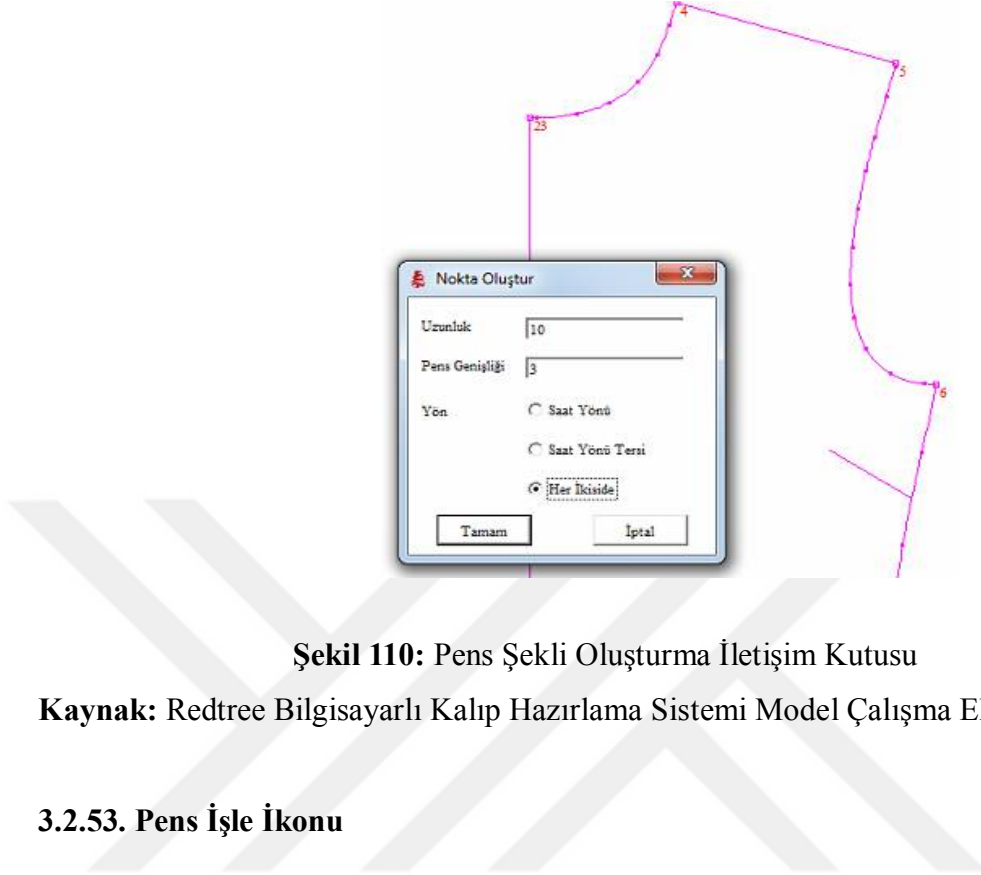 4
5
23
Nokta Oluştur
Uzunluk 10
Pens Genişliği 3
6
Yön Saat Yönü
Saat Yönü Tersi
Her İkiside
Tamam İptal
Şekil 110: Pens Şekli Oluşturma İletişim Kutusu
Kaynak: Redtree Bilgisayarlı Kalıp Hazırlama Sistemi Model Çalışma
3.2.53. Pens İşle İkonu